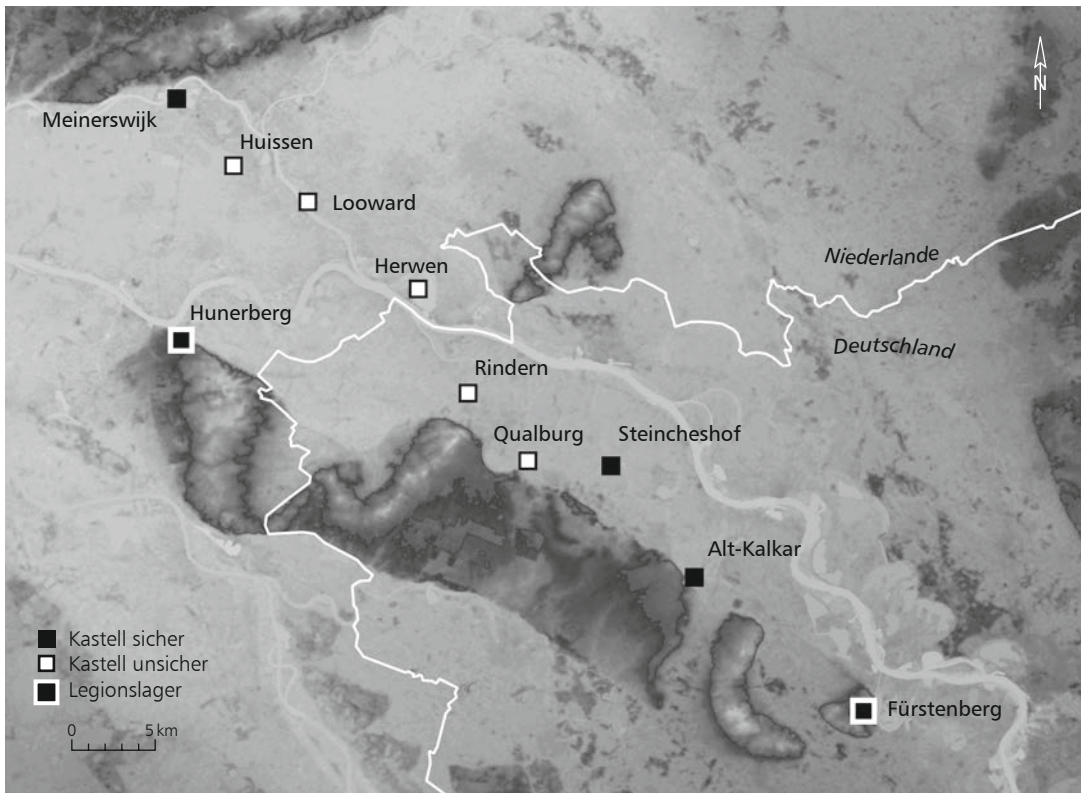 N
Meinerswijk
Huissen
Looward
Niederlande
Herwen
Hunerberg
Deutschland
Rindern
Qualburg
Steincheshof
Alt-Kalkar
Kastell sicher
Kastell unsicher
Legionslager
Fürstenberg
0 5 km